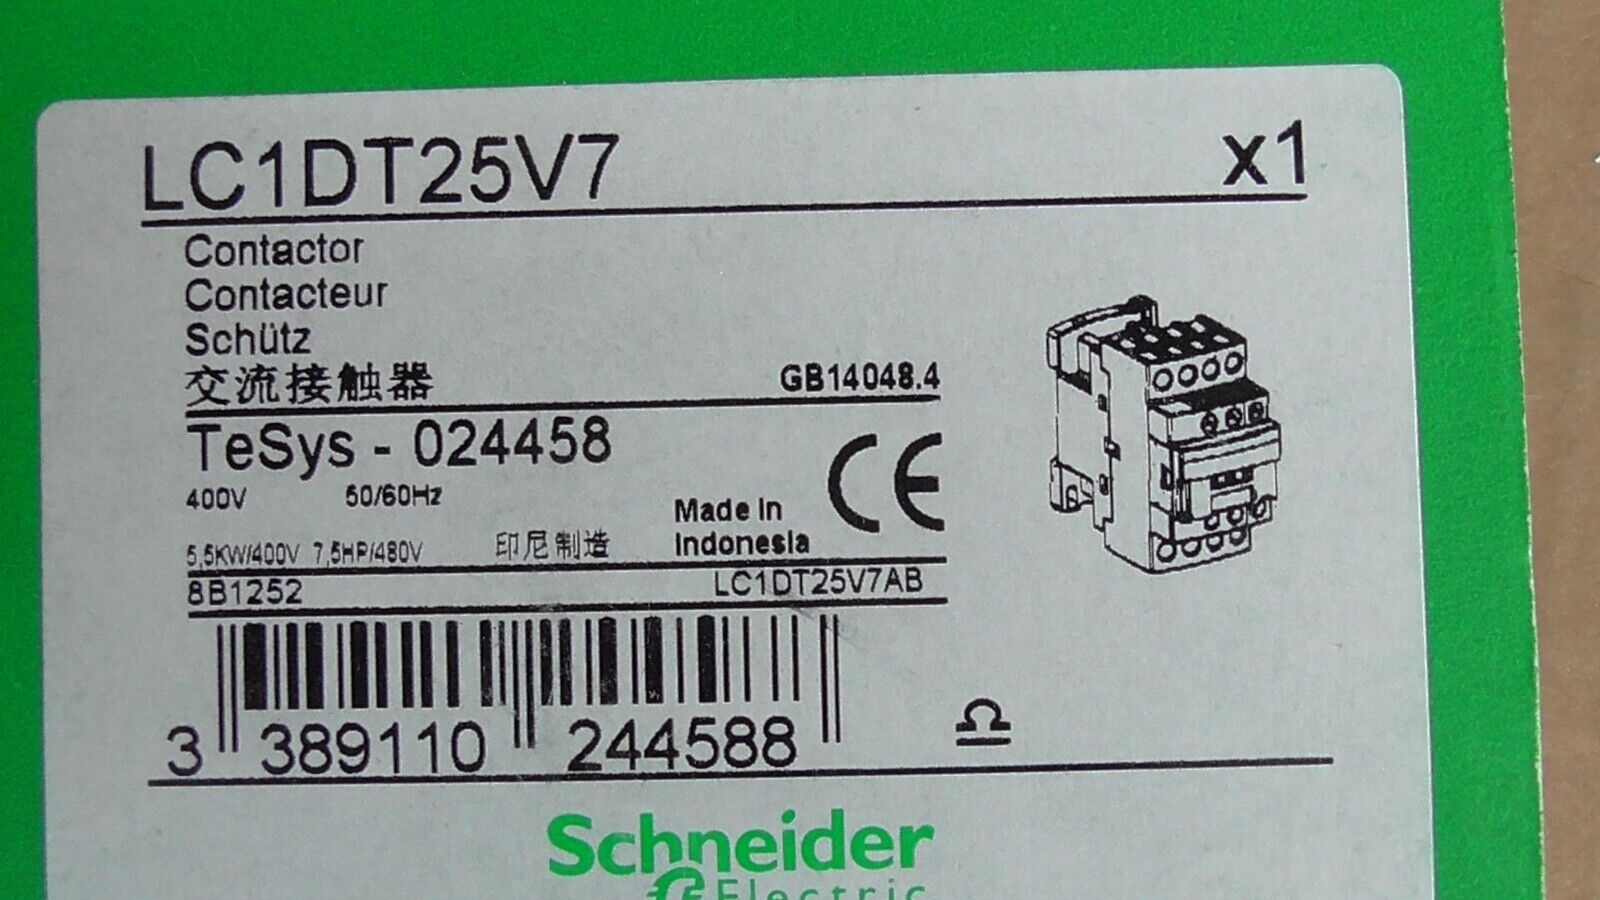 LC1DT25V7 x1
Contactor
Contacteur
Schütz
交流接触器 GB14048.4
TeSys - 024458
400V 50/60Hz
CE
Made in
Indonesia
5,5KW/400V 7,5HP/480V 印尼制造
8B1252 LC1DT25V7AB
3 389110 244588
Schneider
Electric